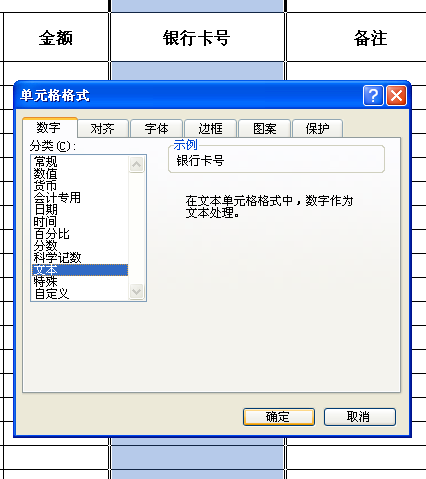 金额 银行卡号 备注
单元格格式
数字 对齐 字体 边框 图案 保护
分类(C):
常规
数值
货币
会计专用
日期
时间
百分比
分数
科学记数
文本
特殊
自定义
示例
银行卡号
在文本单元格格式中，数字作为
文本处理。
确定 取消